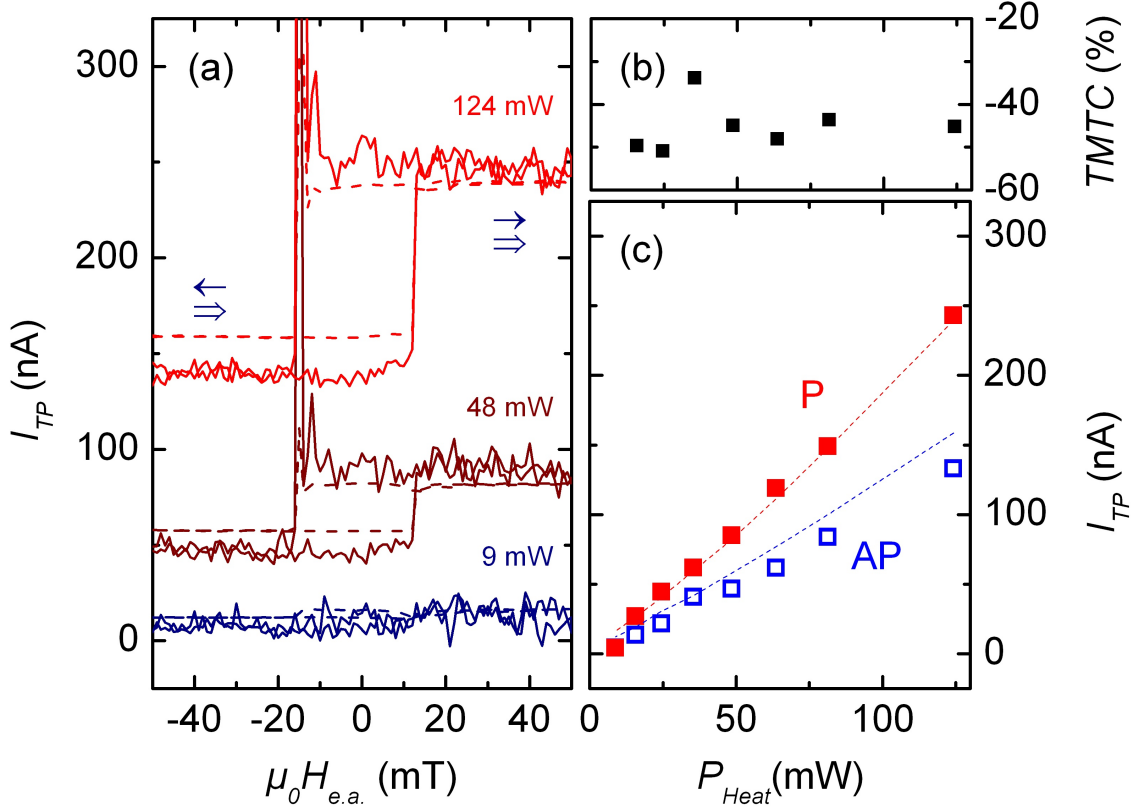 (a)
300
200
100
0
124 mW
48 mW
9 mW
I_TP (nA)
-40 -20 0 20 40
μ₀H_e.a. (mT)
(b)
-20
-40
-60
TMTC (%)
(c)
P
AP
300
200
100
0
I_TP (nA)
0 50 100
P_Heat (mW)